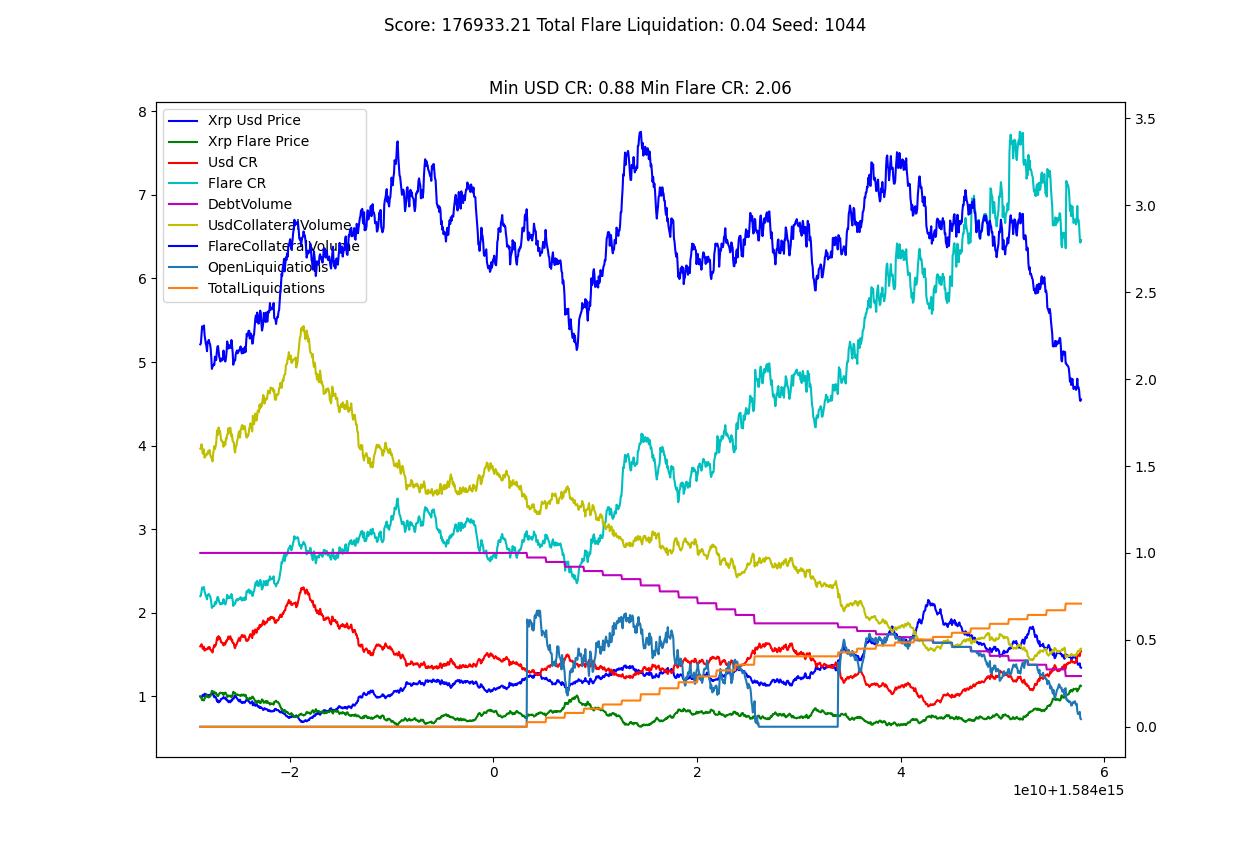 Score: 176933.21 Total Flare Liquidation: 0.04 Seed: 1044
Min USD CR: 0.88 Min Flare CR: 2.06
Xrp Usd Price
Xrp Flare Price
Usd CR
Flare CR
DebtVolume
UsdCollateralVolume
FlareCollateralVolume
OpenLiquidations
TotalLiquidations
8
7
6
5
4
3
2
1
3.5
3.0
2.5
2.0
1.5
1.0
0.5
0.0
−2
0
2
4
6
1e10+1.584e15